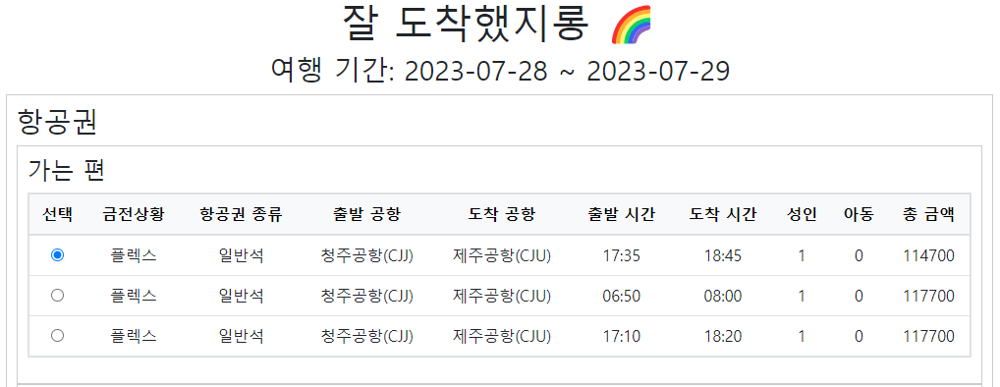 잘 도착했지롱 🌈
여행 기간: 2023-07-28 ~ 2023-07-29
항공권
가는 편
선택 금전상황 항공권 종류 출발 공항 도착 공항 출발 시간 도착 시간 성인 아동 총 금액
플렉스 일반석 청주공항(CJJ) 제주공항(CJU) 17:35 18:45 1 0 114700
플렉스 일반석 청주공항(CJJ) 제주공항(CJU) 06:50 08:00 1 0 117700
플렉스 일반석 청주공항(CJJ) 제주공항(CJU) 17:10 18:20 1 0 117700